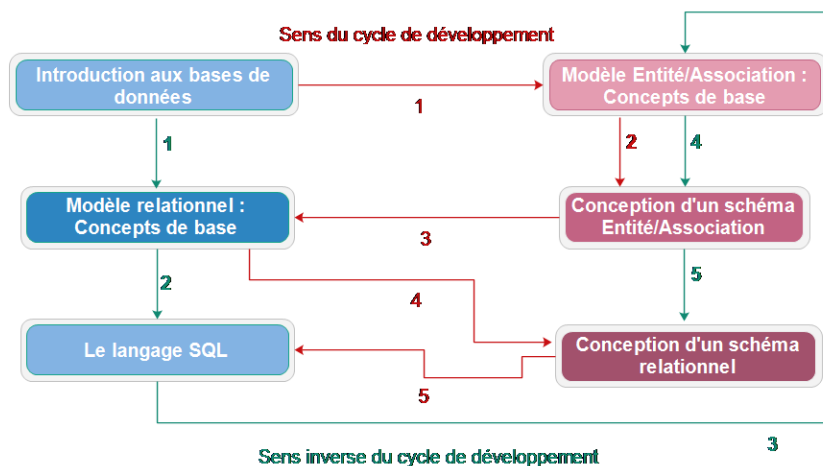 Sens du cycle de développement
Introduction aux bases de
données
Modèle Entité/Association :
Concepts de base
1
1
2
4
Modèle relationnel :
Concepts de base
Conception d'un schéma
Entité/Association
3
2
4
5
Le langage SQL
Conception d'un schéma
relationnel
5
3
Sens inverse du cycle de développement